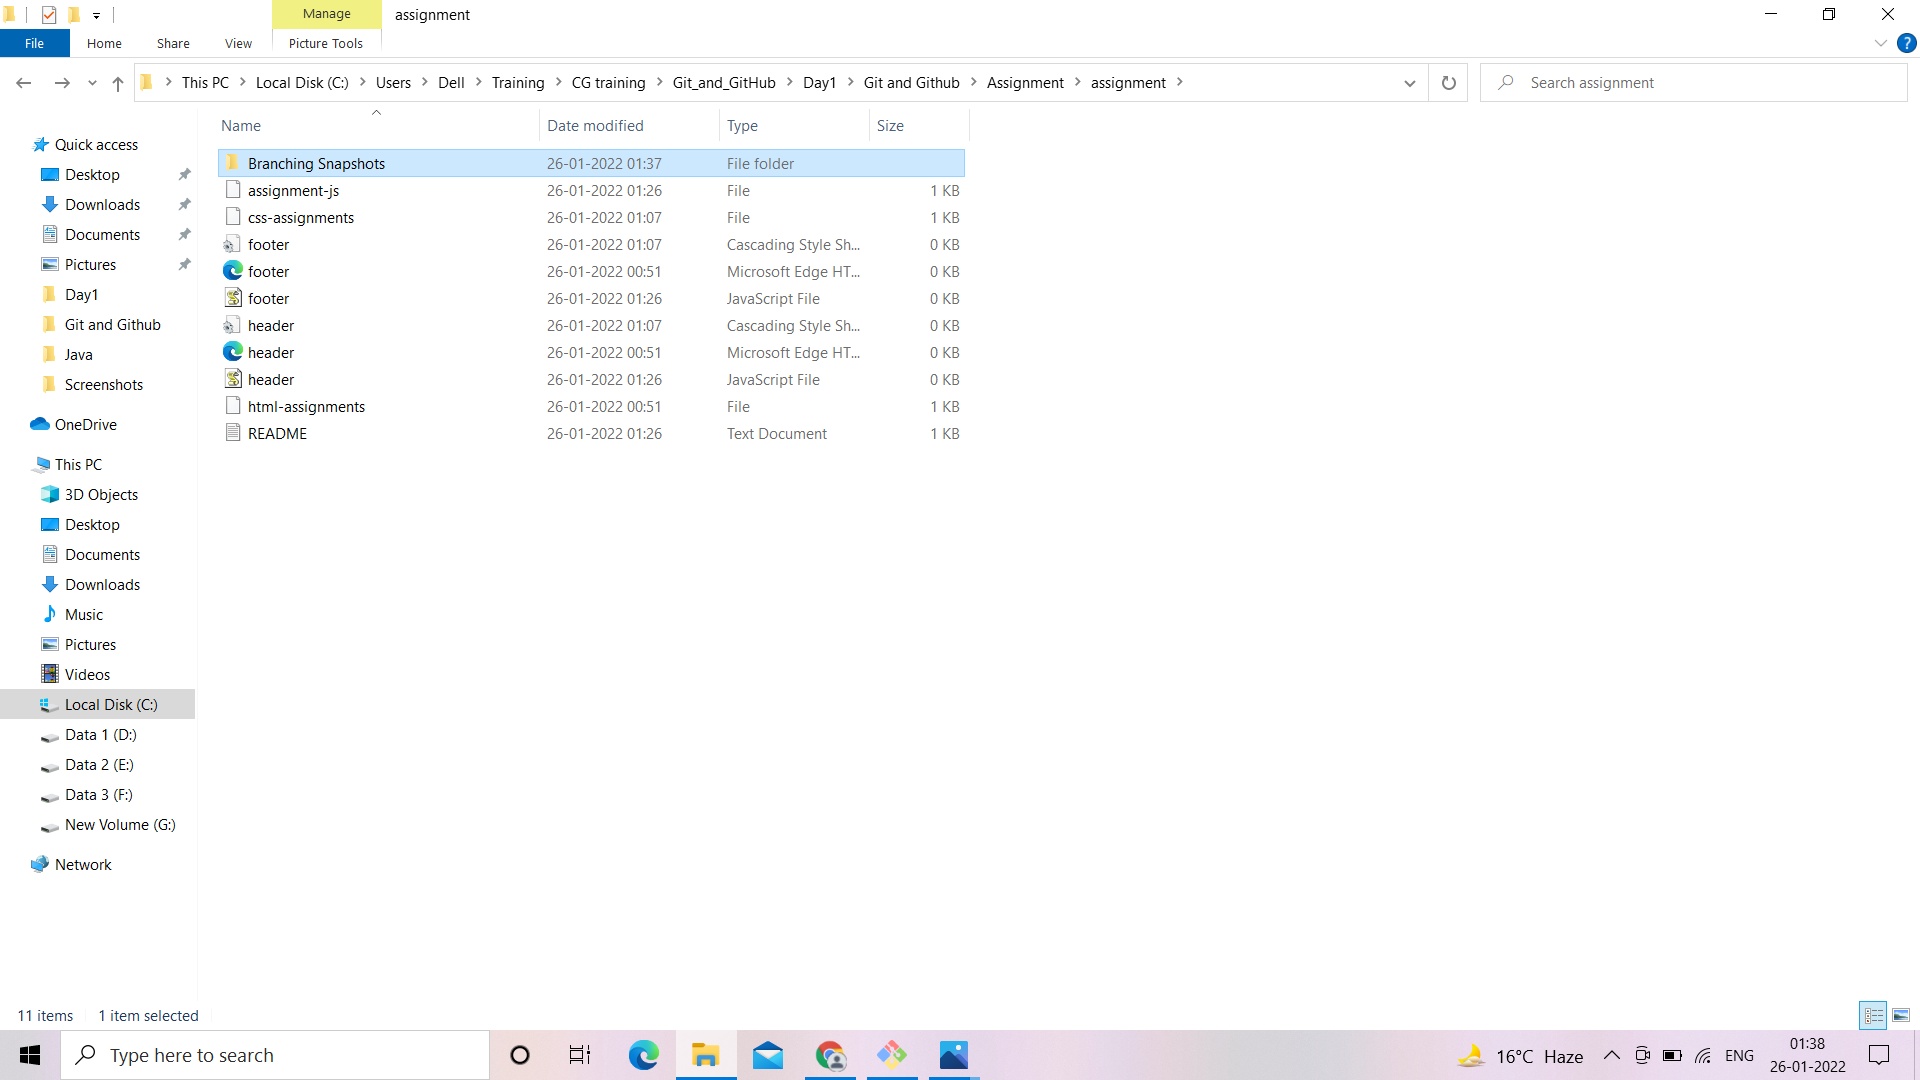 Manage
assignment
File
Home
Share
View
Picture Tools
This PC > Local Disk (C:) > Users > Dell > Training > CG training > Git_and_GitHub > Day1 > Git and Github > Assignment > assignment >
Search assignment
Name Date modified Type Size
Quick access
Desktop
Downloads
Documents
Pictures
Day1
Git and Github
Java
Screenshots
OneDrive
This PC
3D Objects
Desktop
Documents
Downloads
Music
Pictures
Videos
Local Disk (C:)
Data 1 (D:)
Data 2 (E:)
Data 3 (F:)
New Volume (G:)
Network
Branching Snapshots 26-01-2022 01:37 File folder
assignment-js 26-01-2022 01:26 File 1 KB
css-assignments 26-01-2022 01:07 File 1 KB
footer 26-01-2022 01:07 Cascading Style Sh... 0 KB
footer 26-01-2022 00:51 Microsoft Edge HT... 0 KB
footer 26-01-2022 01:26 JavaScript File 0 KB
header 26-01-2022 01:07 Cascading Style Sh... 0 KB
header 26-01-2022 00:51 Microsoft Edge HT... 0 KB
header 26-01-2022 01:26 JavaScript File 0 KB
html-assignments 26-01-2022 00:51 File 1 KB
README 26-01-2022 01:26 Text Document 1 KB
11 items 1 item selected
Type here to search
16°C Haze
ENG
01:38
26-01-2022